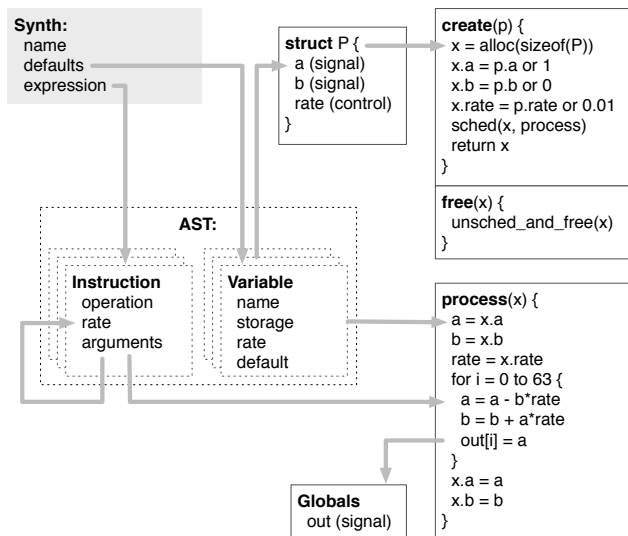 Synth:
name
defaults
expression
struct P {
a (signal)
b (signal)
rate (control)
}
create(p) {
x = alloc(sizeof(P))
x.a = p.a or 1
x.b = p.b or 0
x.rate = p.rate or 0.01
sched(x, process)
return x
}
free(x) {
unsched_and_free(x)
}
AST:
Instruction
operation
rate
arguments
Variable
name
storage
rate
default
process(x) {
a = x.a
b = x.b
rate = x.rate
for i = 0 to 63 {
a = a - b*rate
b = b + a*rate
out[i] = a
}
x.a = a
x.b = b
}
Globals
out (signal)